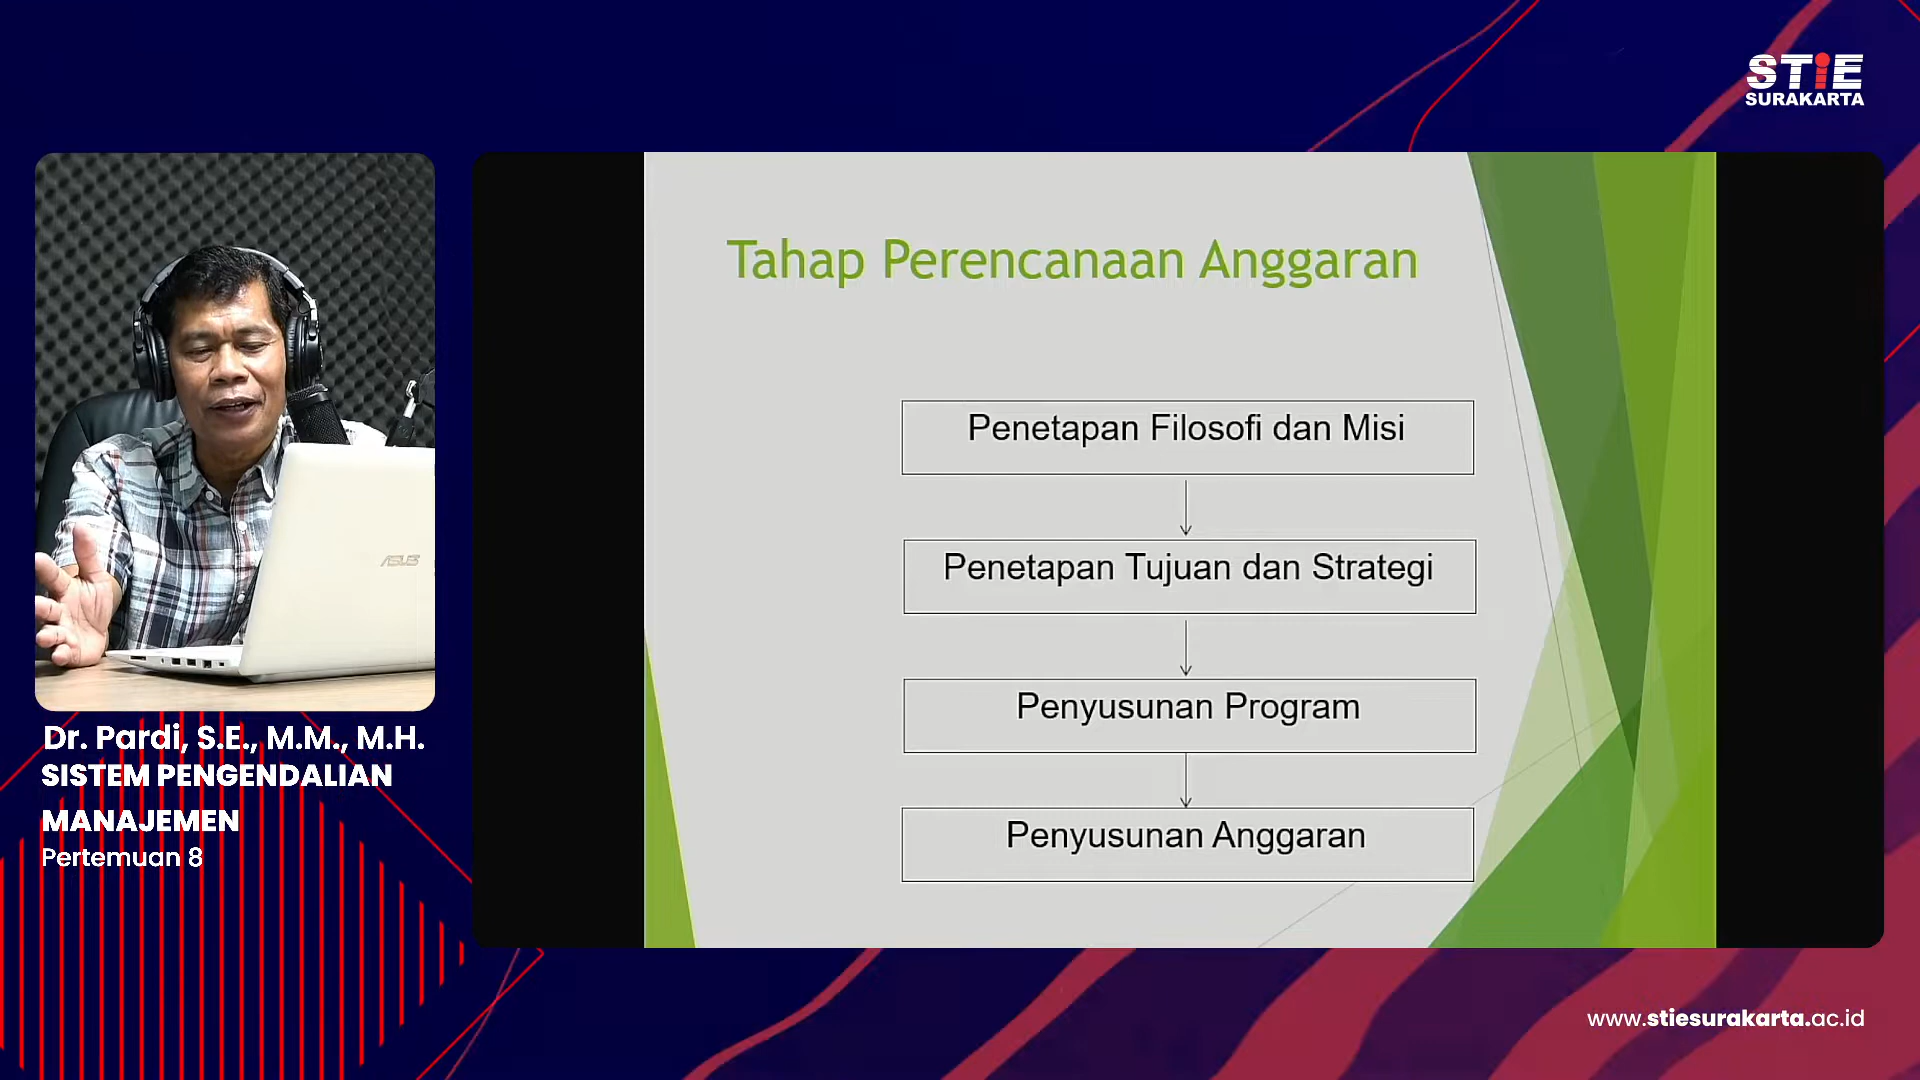 STiE
SURAKARTA
Tahap Perencanaan Anggaran
Penetapan Filosofi dan Misi
Penetapan Tujuan dan Strategi
Penyusunan Program
Penyusunan Anggaran
ASUS
Dr. Pardi, S.E., M.M., M.H.
SISTEM PENGENDALIAN
MANAJEMEN
Pertemuan 8
www.stiesurakarta.ac.id